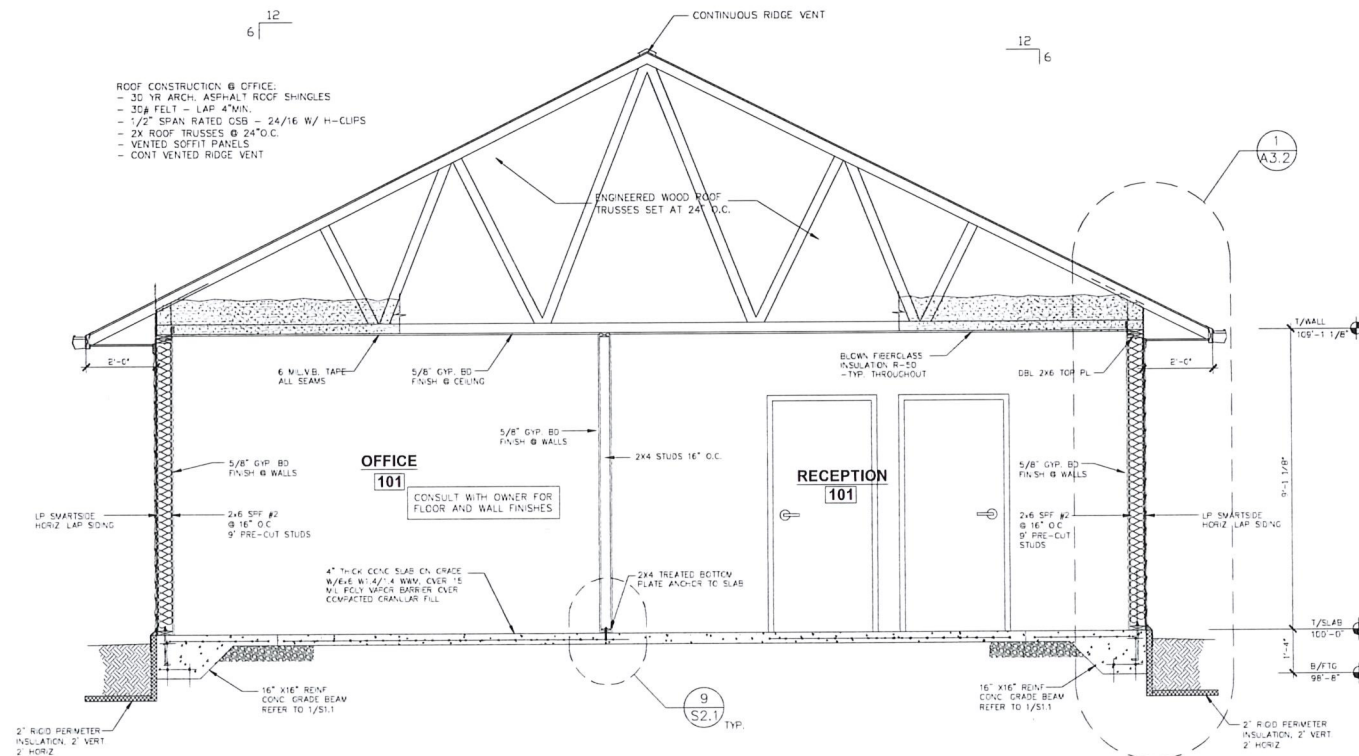 12
6
CONTINUOUS RIDGE VENT
12
6
ROOF CONSTRUCTION @ OFFICE:
- 30 YR ARCH. ASPHALT ROOF SHINGLES
- 30# FELT - LAP 4"MIN.
- 1/2" SPAN RATED OSB - 24/16 W/ H-CLIPS
- 2X ROOF TRUSSES @ 24"O.C.
- VENTED SOFFIT PANELS
- CONT VENTED RIDGE VENT
1
A3.2
ENGINEERED WOOD ROOF
TRUSSES SET AT 24" O.C.
T/WALL
109'-1 1/8"
2'-0"
6 MIL.V.B. TAPE
ALL SEAMS
5/8" GYP. BD
FINISH @ CEILING
BLOWN FIBERGLASS
INSULATION R-50
-TYP. THROUGHOUT
DBL 2X6 TOP PL
2'-0"
5/8" GYP. BD
FINISH @ WALLS
2X4 STUDS 16" O.C.
5/8" GYP. BD
FINISH @ WALLS
OFFICE
101
CONSULT WITH OWNER FOR
FLOOR AND WALL FINISHES
RECEPTION
101
5/8" GYP. BD
FINISH @ WALLS
9'-1 1/8"
LP SMARTSIDE
HORIZ LAP SIDING
2x6 SPF #2
@ 16" O.C
9' PRE-CUT STUDS
2x6 SPF #2
@ 16" O.C
9' PRE-CUT
STUDS
LP SMARTSIDE
HORIZ LAP SIDING
4" THICK CONC SLAB ON GRADE
W/6x6 W1.4/1.4 WWM, OVER 15
MIL POLY VAPOR BARRIER OVER
COMPACTED GRANULAR FILL
2X4 TREATED BOTTOM
PLATE ANCHOR TO SLAB
T/SLAB
100'-0"
1'-4"
B/FTG
98'-8"
16" X16" REINF
CONC GRADE BEAM
REFER TO 1/S1.1
9
S2.1
TYP.
16" X16" REINF
CONC GRADE BEAM
REFER TO 1/S1.1
2" RIGID PERIMETER
INSULATION, 2' VERT
2' HORIZ
2" RIGID PERIMETER
INSULATION, 2' VERT
2' HORIZ